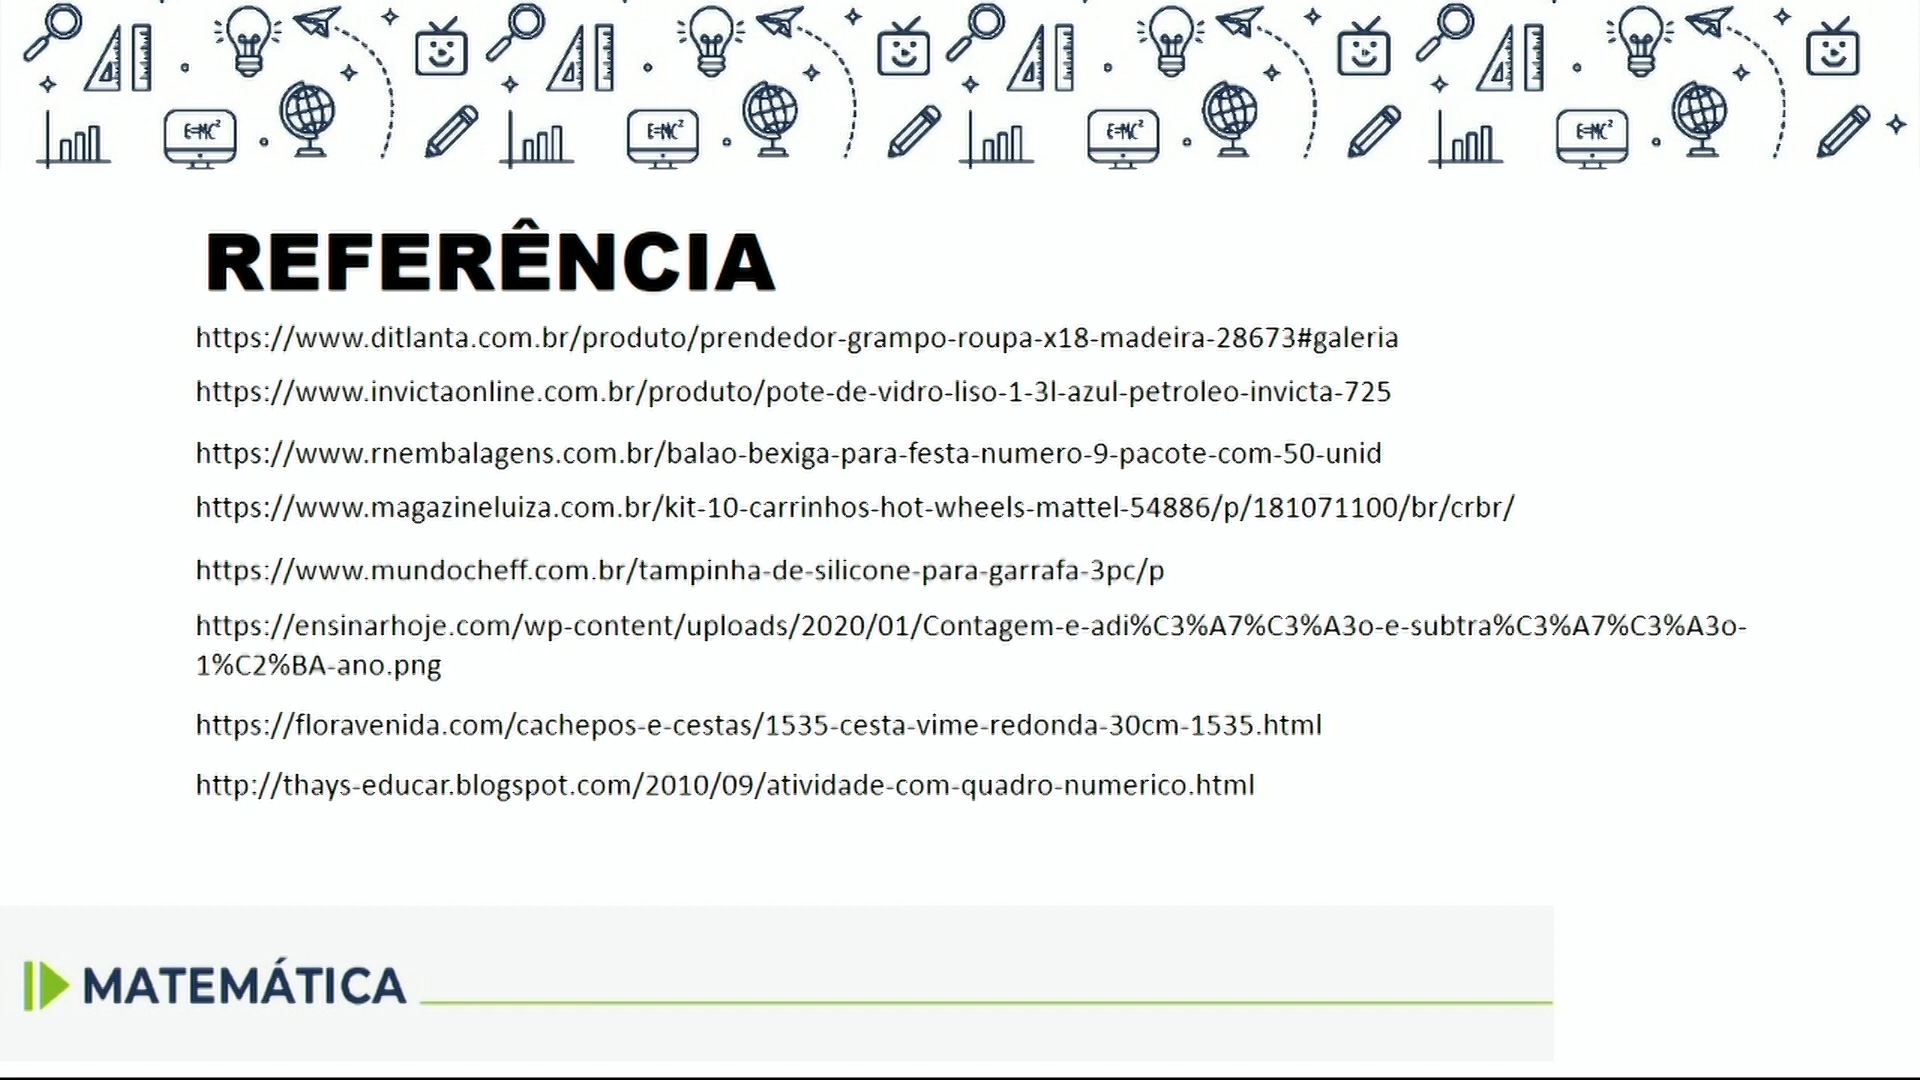 E=MC² E=MC² E=MC² E=MC²
REFERÊNCIA
https://www.ditlanta.com.br/produto/prendedor-grampo-roupa-x18-madeira-28673#galeria
https://www.invictaonline.com.br/produto/pote-de-vidro-liso-1-3l-azul-petroleo-invicta-725
https://www.rnembalagens.com.br/balao-bexiga-para-festa-numero-9-pacote-com-50-unid
https://www.magazineluiza.com.br/kit-10-carrinhos-hot-wheels-mattel-54886/p/181071100/br/crbr/
https://www.mundocheff.com.br/tampinha-de-silicone-para-garrafa-3pc/p
https://ensinarhoje.com/wp-content/uploads/2020/01/Contagem-e-adi%C3%A7%C3%A3o-e-subtra%C3%A7%C3%A3o-
1%C2%BA-ano.png
https://floravenida.com/cachepos-e-cestas/1535-cesta-vime-redonda-30cm-1535.html
http://thays-educar.blogspot.com/2010/09/atividade-com-quadro-numerico.html
MATEMÁTICA